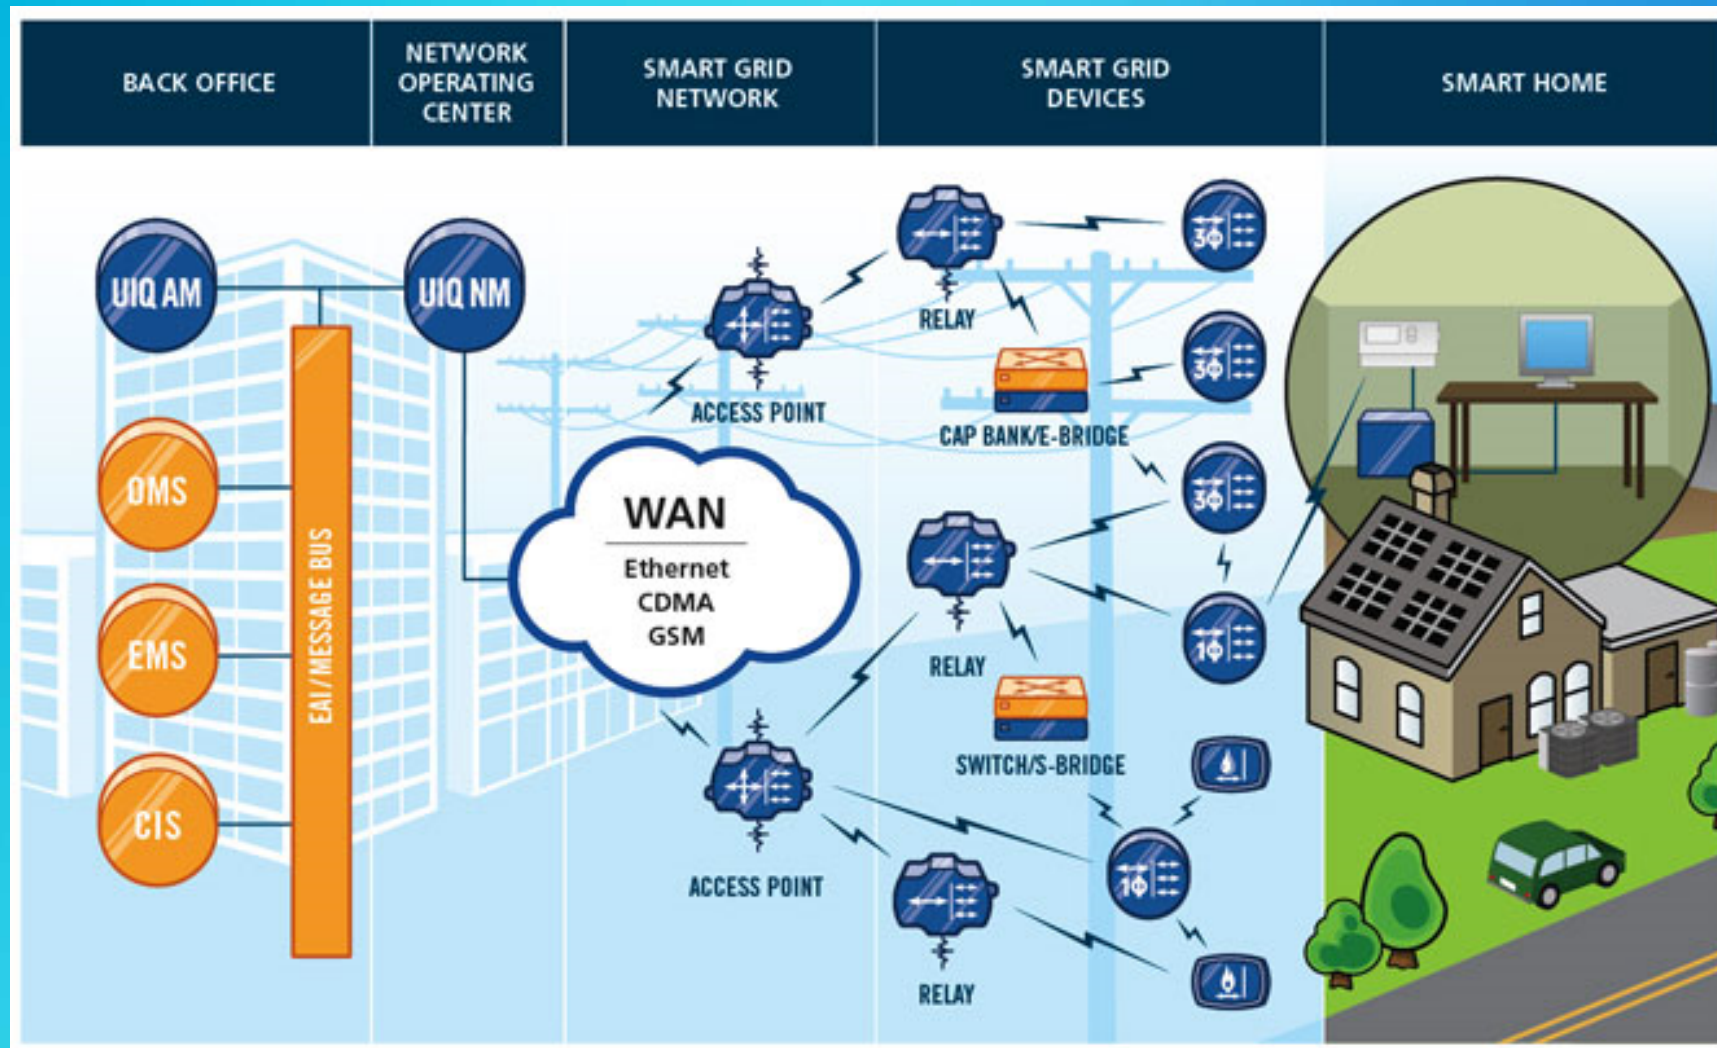 BACK OFFICE
NETWORK
OPERATING
CENTER
SMART GRID
NETWORK
SMART GRID
DEVICES
SMART HOME
UIQ AM
UIQ NM
OMS
EMS
CIS
EAI/MESSAGE BUS
WAN
Ethernet
CDMA
GSM
ACCESS POINT
ACCESS POINT
RELAY
CAP BANK/E-BRIDGE
RELAY
SWITCH/S-BRIDGE
RELAY
3Φ
3Φ
3Φ
1Φ
1Φ